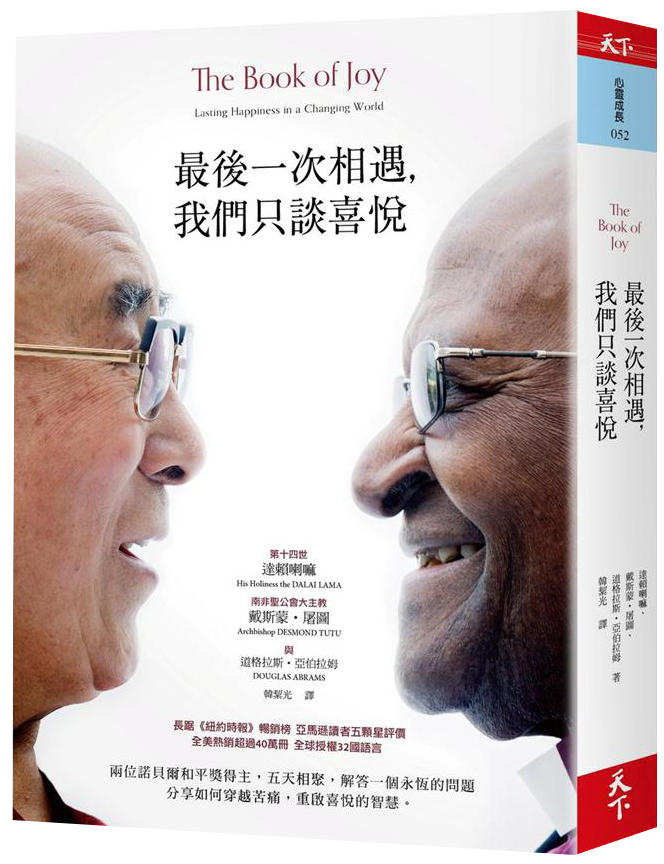 The Book of Joy
Lasting Happiness in a Changing World
最後一次相遇，
我們只談喜悅
第十四世
達賴喇嘛
His Holiness the DALAI LAMA
南非聖公會大主教
戴斯蒙・屠圖
Archbishop DESMOND TUTU
與
道格拉斯・亞伯拉姆
DOUGLAS ABRAMS
韓絜光 譯
長踞《紐約時報》暢銷榜 亞馬遜讀者五顆星評價
全美熱銷超過40萬冊 全球授權32國語言
兩位諾貝爾和平獎得主，五天相聚，解答一個永恆的問題
分享如何穿越苦痛，重啟喜悅的智慧。
天下
心靈成長
052
The
Book of
Joy
最後一次相遇，
我們只談喜悅
達賴喇嘛、
戴斯蒙・屠圖、
道格拉斯・亞伯拉姆 著
韓絜光 譯
天下